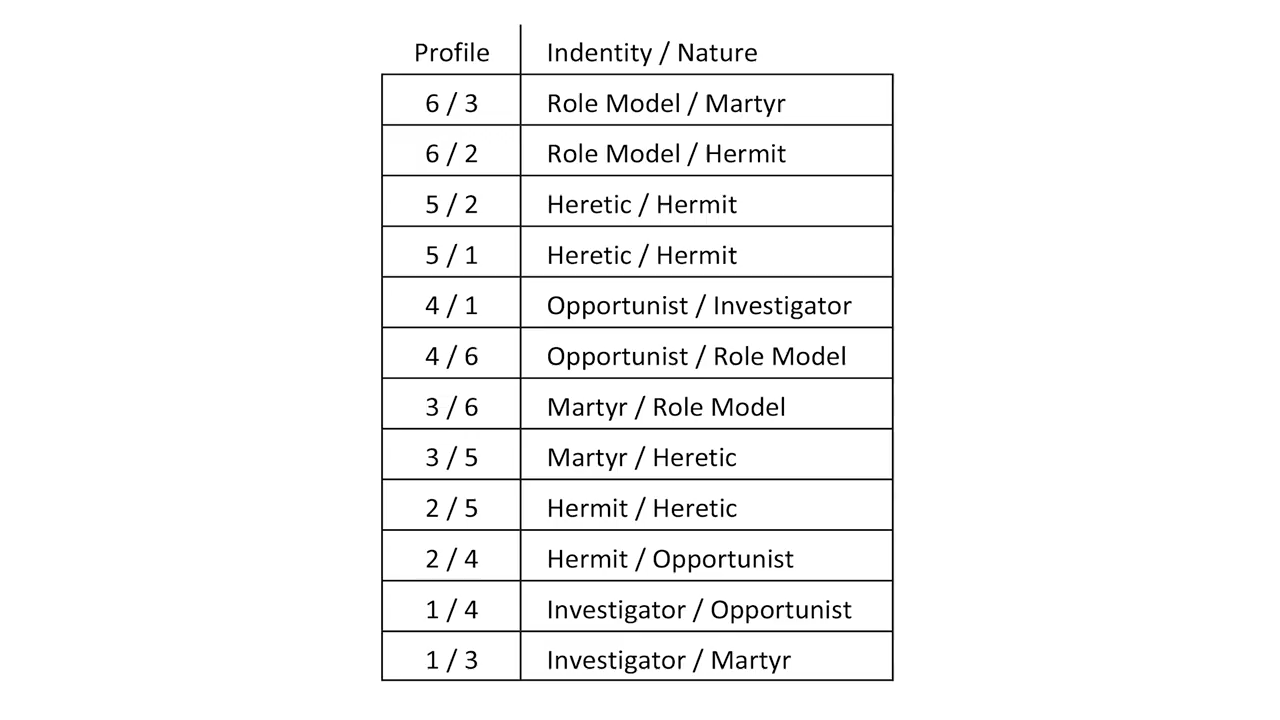 Profile Indentity / Nature
6 / 3 Role Model / Martyr
6 / 2 Role Model / Hermit
5 / 2 Heretic / Hermit
5 / 1 Heretic / Hermit
4 / 1 Opportunist / Investigator
4 / 6 Opportunist / Role Model
3 / 6 Martyr / Role Model
3 / 5 Martyr / Heretic
2 / 5 Hermit / Heretic
2 / 4 Hermit / Opportunist
1 / 4 Investigator / Opportunist
1 / 3 Investigator / Martyr